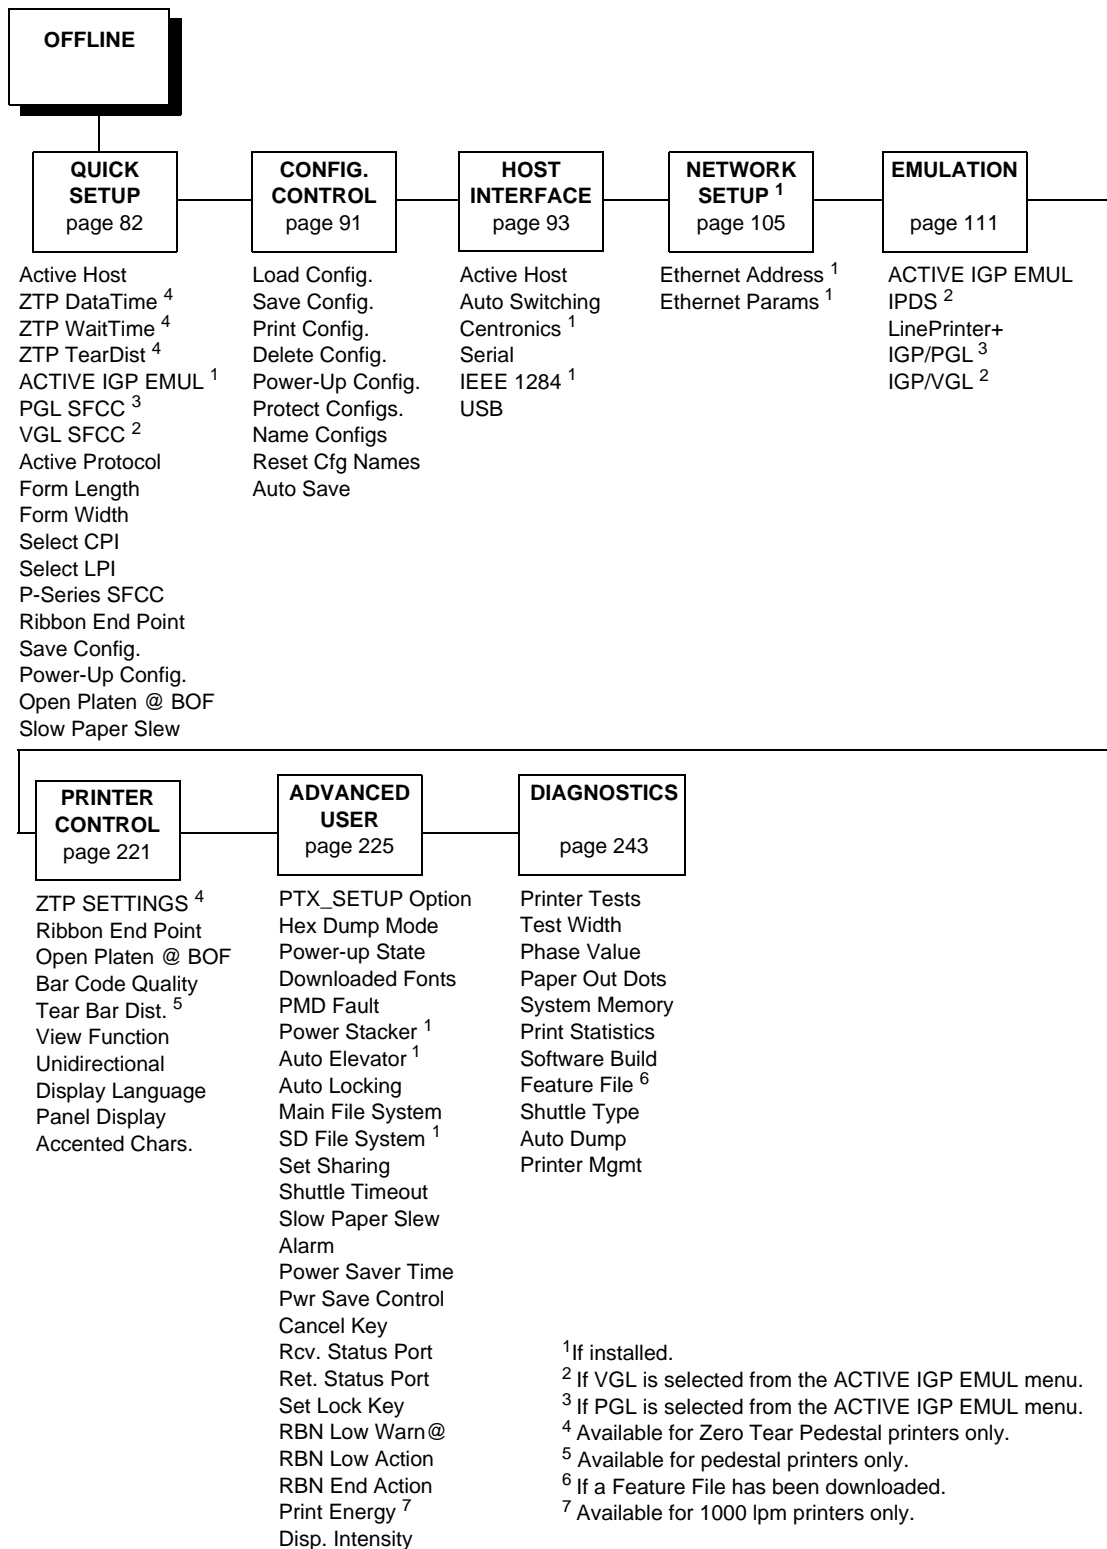 OFFLINE
QUICK
SETUP
page 82
CONFIG.
CONTROL
page 91
HOST
INTERFACE
page 93
NETWORK
SETUP 1
page 105
EMULATION
page 111
Active Host
ZTP DataTime 4
ZTP WaitTime 4
ZTP TearDist 4
ACTIVE IGP EMUL 1
PGL SFCC 3
VGL SFCC 2
Active Protocol
Form Length
Form Width
Select CPI
Select LPI
P-Series SFCC
Ribbon End Point
Save Config.
Power-Up Config.
Open Platen @ BOF
Slow Paper Slew
Load Config.
Save Config.
Print Config.
Delete Config.
Power-Up Config.
Protect Configs.
Name Configs
Reset Cfg Names
Auto Save
Active Host
Auto Switching
Centronics 1
Serial
IEEE 1284 1
USB
Ethernet Address 1
Ethernet Params 1
ACTIVE IGP EMUL
IPDS 2
LinePrinter+
IGP/PGL 3
IGP/VGL 2
PRINTER
CONTROL
page 221
ADVANCED
USER
page 225
DIAGNOSTICS
page 243
ZTP SETTINGS 4
Ribbon End Point
Open Platen @ BOF
Bar Code Quality
Tear Bar Dist. 5
View Function
Unidirectional
Display Language
Panel Display
Accented Chars.
PTX_SETUP Option
Hex Dump Mode
Power-up State
Downloaded Fonts
PMD Fault
Power Stacker 1
Auto Elevator 1
Auto Locking
Main File System
SD File System 1
Set Sharing
Shuttle Timeout
Slow Paper Slew
Alarm
Power Saver Time
Pwr Save Control
Cancel Key
Rcv. Status Port
Ret. Status Port
Set Lock Key
RBN Low Warn@
RBN Low Action
RBN End Action
Print Energy 7
Disp. Intensity
Printer Tests
Test Width
Phase Value
Paper Out Dots
System Memory
Print Statistics
Software Build
Feature File 6
Shuttle Type
Auto Dump
Printer Mgmt
1 If installed.
2 If VGL is selected from the ACTIVE IGP EMUL menu.
3 If PGL is selected from the ACTIVE IGP EMUL menu.
4 Available for Zero Tear Pedestal printers only.
5 Available for pedestal printers only.
6 If a Feature File has been downloaded.
7 Available for 1000 lpm printers only.